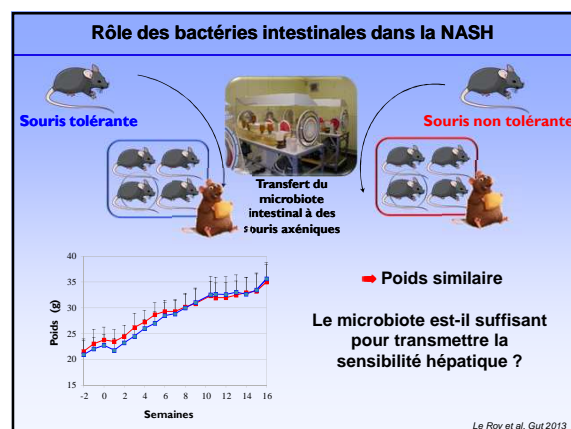 Rôle des bactéries intestinales dans la NASH
Souris tolérante
Souris non tolérante
Transfert du
microbiote
intestinal à des
souris axéniques
40
35
30
25
20
15
Poids (g)
-2 0 2 4 6 8 10 12 14 16
Semaines
Poids similaire
Le microbiote est-il suffisant
pour transmettre la
sensibilité hépatique ?
Le Roy et al, Gut 2013